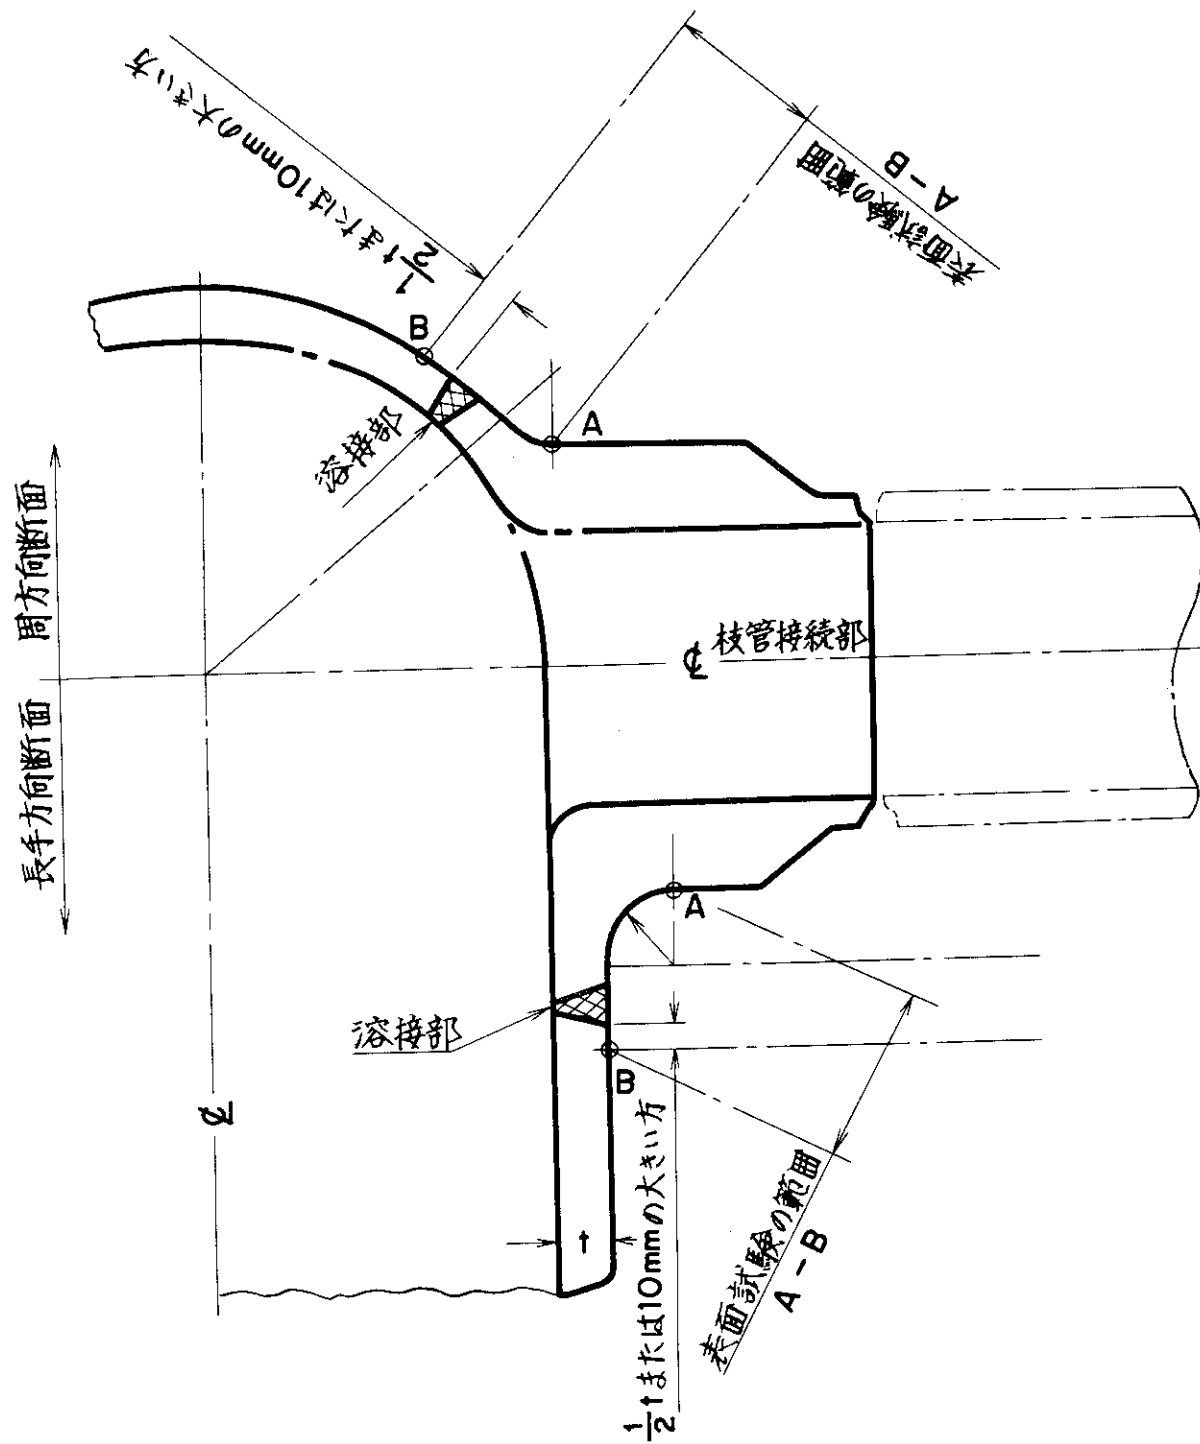 ½tまたは10mmの大きい方
表面試験の範囲
A-B
B
A
溶接部
周方向断面
長手方向断面
℄ 枝管接続部
A
溶接部
B
℄
t
½tまたは10mmの大きい方
表面試験の範囲
A-B